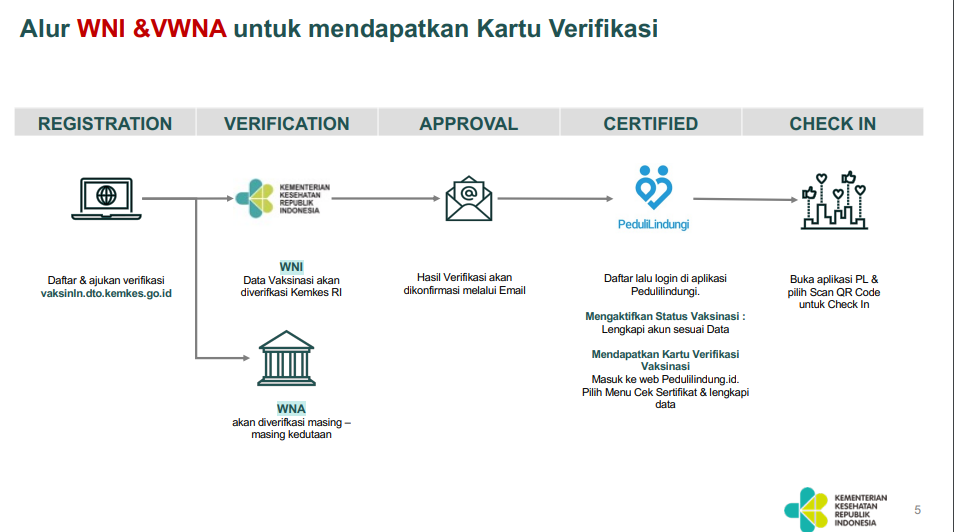 Alur WNI &VWNA untuk mendapatkan Kartu Verifikasi
REGISTRATION
VERIFICATION
APPROVAL
CERTIFIED
CHECK IN
KEMENTERIAN
KESEHATAN
REPUBLIK
INDONESIA
@
PeduliLindungi
Daftar & ajukan verifikasi
vaksinln.dto.kemkes.go.id
WNI
Data Vaksinasi akan
diverifkasi Kemkes RI
Hasil Verifikasi akan
dikonfirmasi melalui Email
Daftar lalu login di aplikasi
Pedulilindungi.
Mengaktifkan Status Vaksinasi :
Lengkapi akun sesuai Data
Mendapatkan Kartu Verifikasi
Vaksinasi
Masuk ke web Pedulilindung.id.
Pilih Menu Cek Sertifikat & lengkapi
data
Buka aplikasi PL &
pilih Scan QR Code
untuk Check In
WNA
akan diverifkasi masing –
masing kedutaan
KEMENTERIAN
KESEHATAN
REPUBLIK
INDONESIA
5